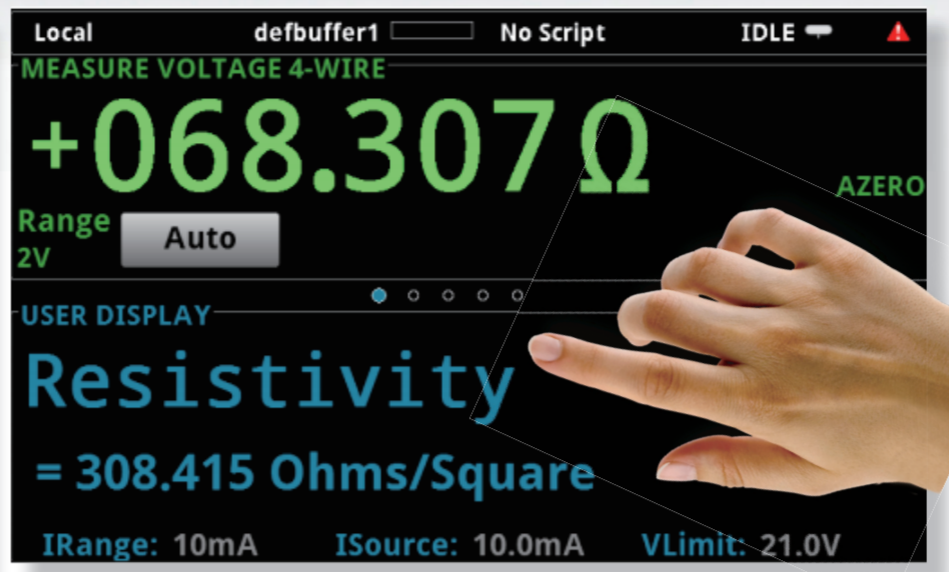 Local defbuffer1 No Script IDLE
MEASURE VOLTAGE 4-WIRE
+068.307 Ω
AZERO
Range Auto
2V
USER DISPLAY
Resistivity
= 308.415 Ohms/Square
IRange: 10mA ISource: 10.0mA VLimit: 21.0V